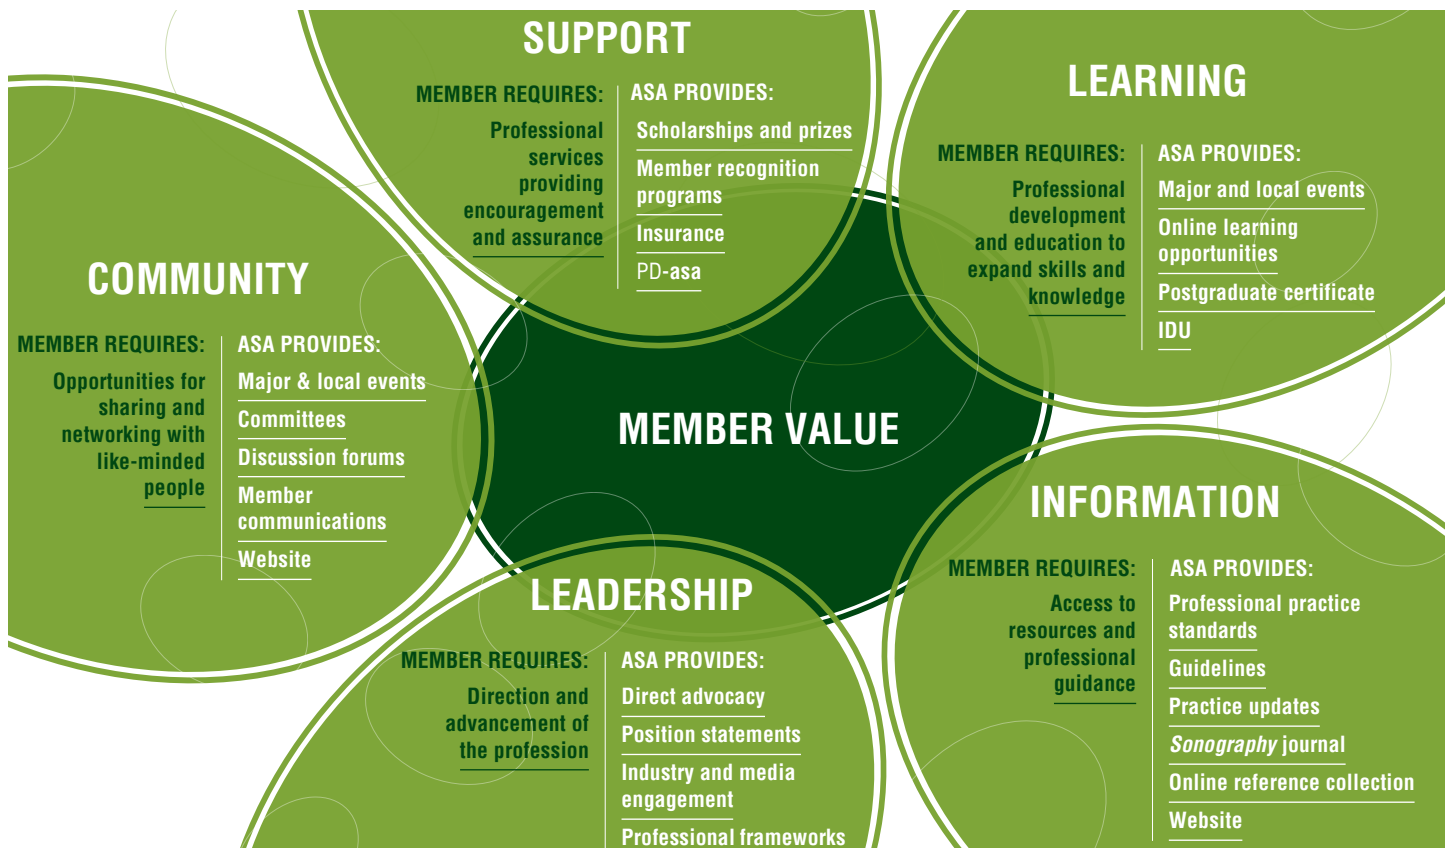 SUPPORT
MEMBER REQUIRES:
Professional
services
providing
encouragement
and assurance
ASA PROVIDES:
Scholarships and prizes
Member recognition
programs
Insurance
PD-asa
LEARNING
MEMBER REQUIRES:
Professional
development
and education to
expand skills and
knowledge
ASA PROVIDES:
Major and local events
Online learning
opportunities
Postgraduate certificate
IDU
COMMUNITY
MEMBER REQUIRES:
Opportunities for
sharing and
networking with
like-minded
people
ASA PROVIDES:
Major & local events
Committees
Discussion forums
Member
communications
Website
MEMBER VALUE
LEADERSHIP
MEMBER REQUIRES:
Direction and
advancement of
the profession
ASA PROVIDES:
Direct advocacy
Position statements
Industry and media
engagement
Professional frameworks
INFORMATION
MEMBER REQUIRES:
Access to
resources and
professional
guidance
ASA PROVIDES:
Professional practice
standards
Guidelines
Practice updates
Sonography journal
Online reference collection
Website